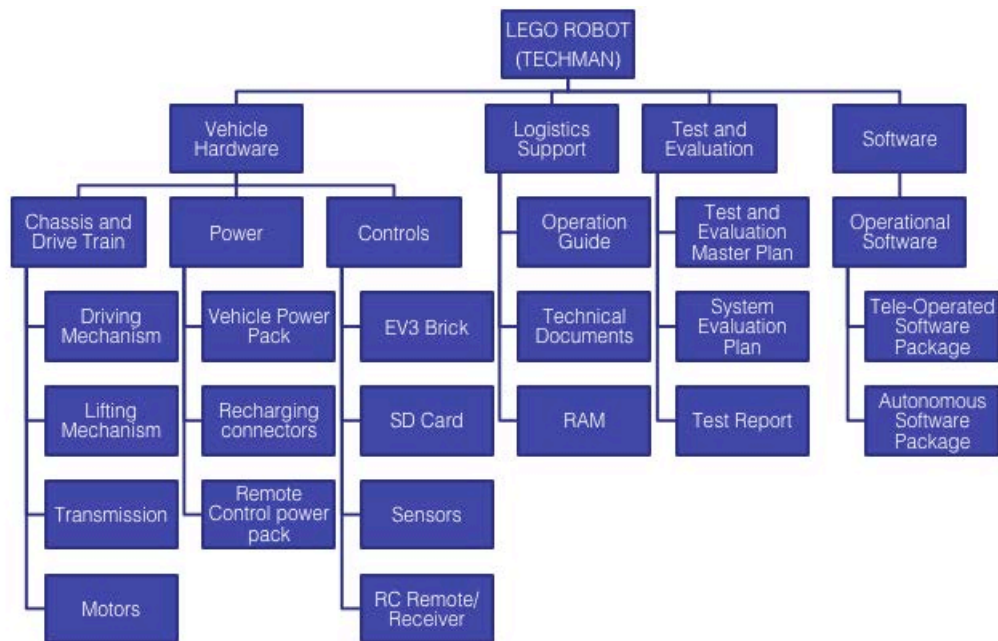 LEGO ROBOT
(TECHMAN)
Vehicle
Hardware
Logistics
Support
Test and
Evaluation
Software
Chassis and
Drive Train
Power
Controls
Operation
Guide
Test and
Evaluation
Master Plan
Operational
Software
Driving
Mechanism
Vehicle Power
Pack
EV3 Brick
Technical
Documents
System
Evaluation
Plan
Tele-Operated
Software
Package
Lifting
Mechanism
Recharging
connectors
SD Card
RAM
Test Report
Autonomous
Software
Package
Transmission
Remote
Control power
pack
Sensors
Motors
RC Remote/
Receiver